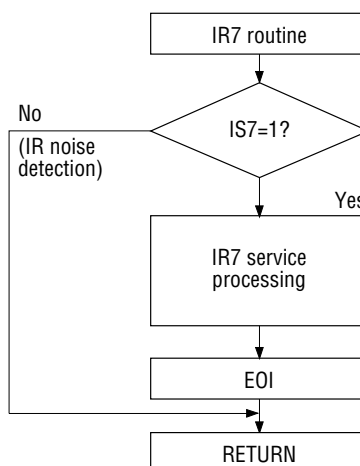 IR7 routine
No
(IR noise
detection)
IS7=1?
Yes
IR7 service
processing
EOI
RETURN